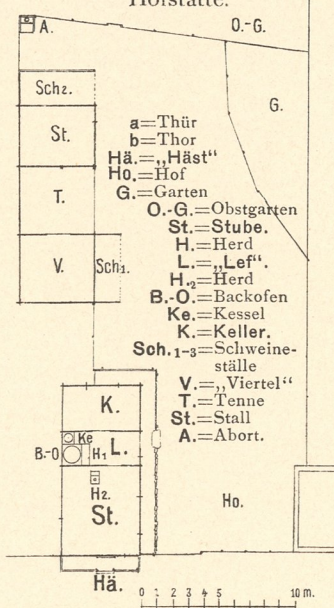 Hofstätte.
A.
O.-G.
G.
Sch2.
St.
T.
V.
Sch1.
a=Thür
b=Thor
Hä.=„Häst“
Ho.=Hof
G.=Garten
O.-G.=Obstgarten
St.=Stube.
H.=Herd
L.=„Lef“.
H.2=Herd
B.-O.=Backofen
Ke.=Kessel
K.=Keller.
Sch.1-3=Schweine-
ställe
V.=„Viertel“
T.=Tenne
St.=Stall
A.=Abort.
K.
Ke
B.-O
H1
L.
H2.
St.
Ho.
Hä.
0 1 2 3 4 5 10 m.